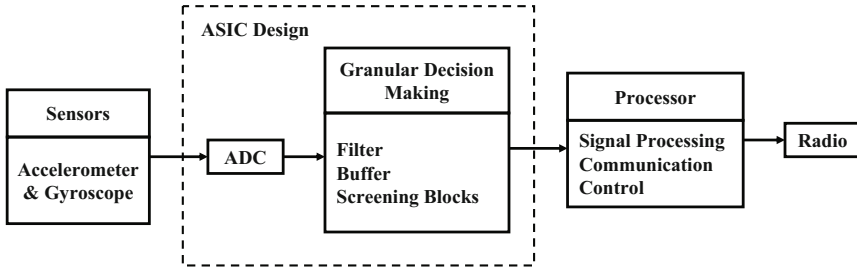 ASIC Design
Sensors
Accelerometer
& Gyroscope
ADC
Granular Decision
Making
Filter
Buffer
Screening Blocks
Processor
Signal Processing
Communication
Control
Radio